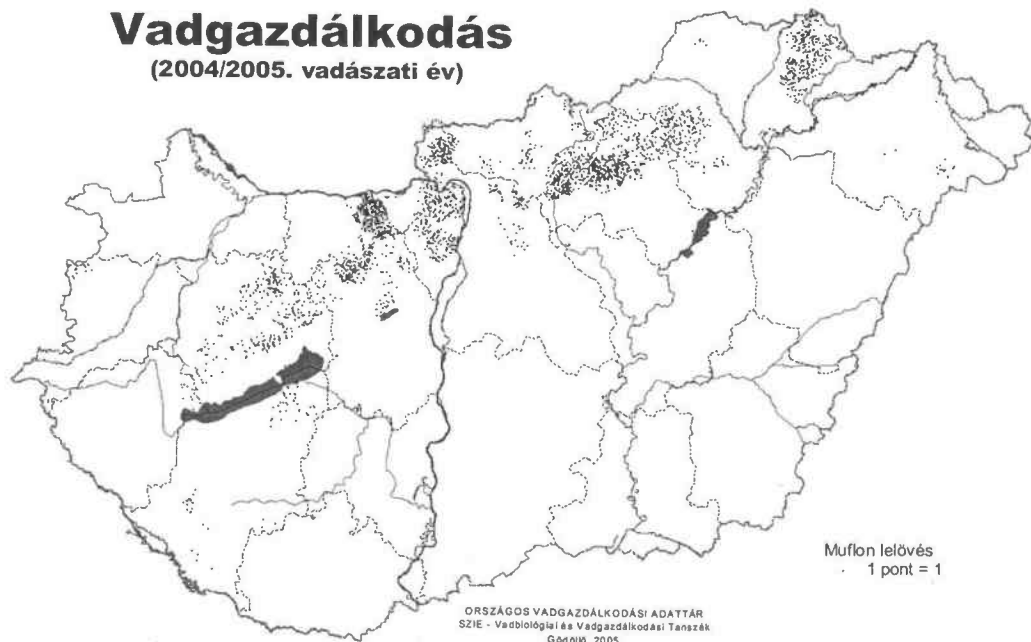 Vadgazdálkodás
(2004/2005. vadászati év)
Muflon lelövés
1 pont = 1
ORSZÁGOS VADGAZDÁLKODÁSI ADATTÁR
SZIE - Vadbiológiai és Vadgazdálkodási Tanszék
Gödöllő, 2005